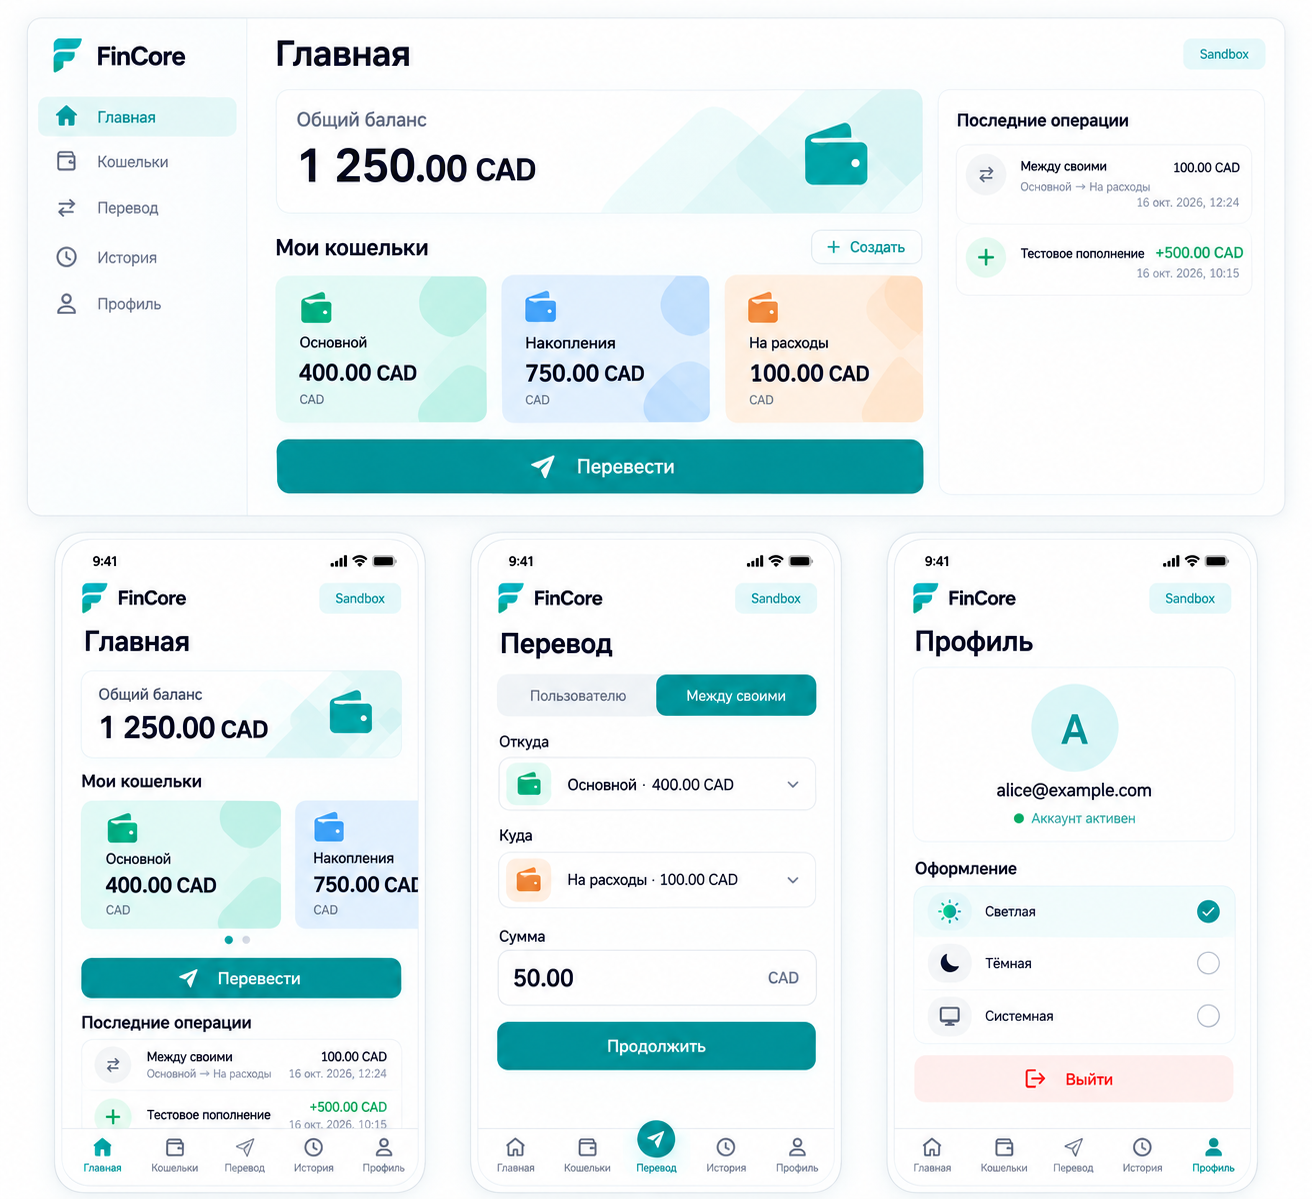 FinCore
Главная
Кошельки
Перевод
История
Профиль
Главная
Sandbox
Общий баланс
1 250.00 CAD
Мои кошельки
+ Создать
Основной
400.00 CAD
CAD
Накопления
750.00 CAD
CAD
На расходы
100.00 CAD
CAD
Перевести
Последние операции
Между своими 100.00 CAD
Основной → На расходы
16 окт. 2026, 12:24
Тестовое пополнение +500.00 CAD
16 окт. 2026, 10:15
9:41
FinCore Sandbox
Главная
Общий баланс
1 250.00 CAD
Мои кошельки
Основной
400.00 CAD
CAD
Накопления
750.00 CAD
CAD
Перевести
Последние операции
Между своими 100.00 CAD
Основной → На расходы 16 окт. 2026, 12:24
Тестовое пополнение +500.00 CAD
16 окт. 2026, 10:15
Главная Кошельки Перевод История Профиль
9:41
FinCore Sandbox
Перевод
Пользователю Между своими
Откуда
Основной · 400.00 CAD
Куда
На расходы · 100.00 CAD
Сумма
50.00 CAD
Продолжить
Главная Кошельки Перевод История Профиль
9:41
FinCore Sandbox
Профиль
A
alice@example.com
Аккаунт активен
Оформление
Светлая
Тёмная
Системная
Выйти
Главная Кошельки Перевод История Профиль